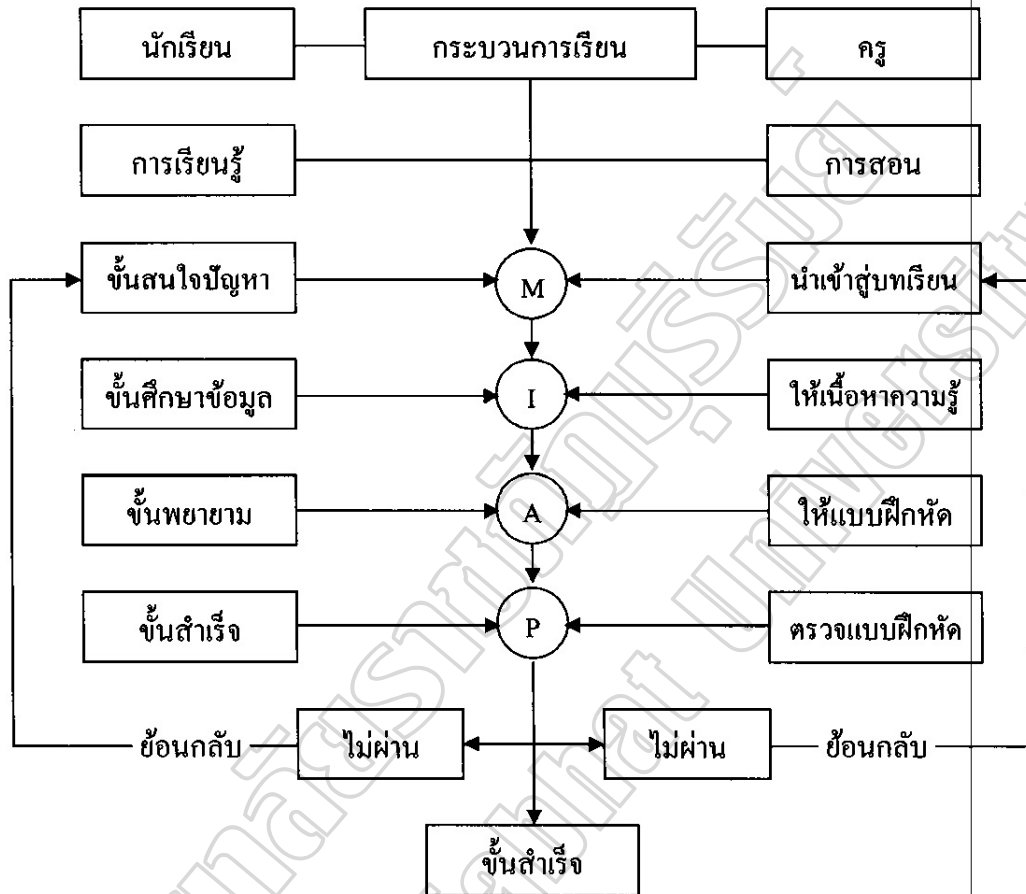 นักเรียน
กระบวนการเรียน
ครู
การเรียนรู้
การสอน
ขั้นสนใจปัญหา
M
นำเข้าสู่บทเรียน
ขั้นศึกษาข้อมูล
I
ให้เนื้อหาความรู้
ขั้นพยายาม
A
ให้แบบฝึกหัด
ขั้นสำเร็จ
P
ตรวจแบบฝึกหัด
ย้อนกลับ
ไม่ผ่าน
ไม่ผ่าน
ย้อนกลับ
ขั้นสำเร็จ